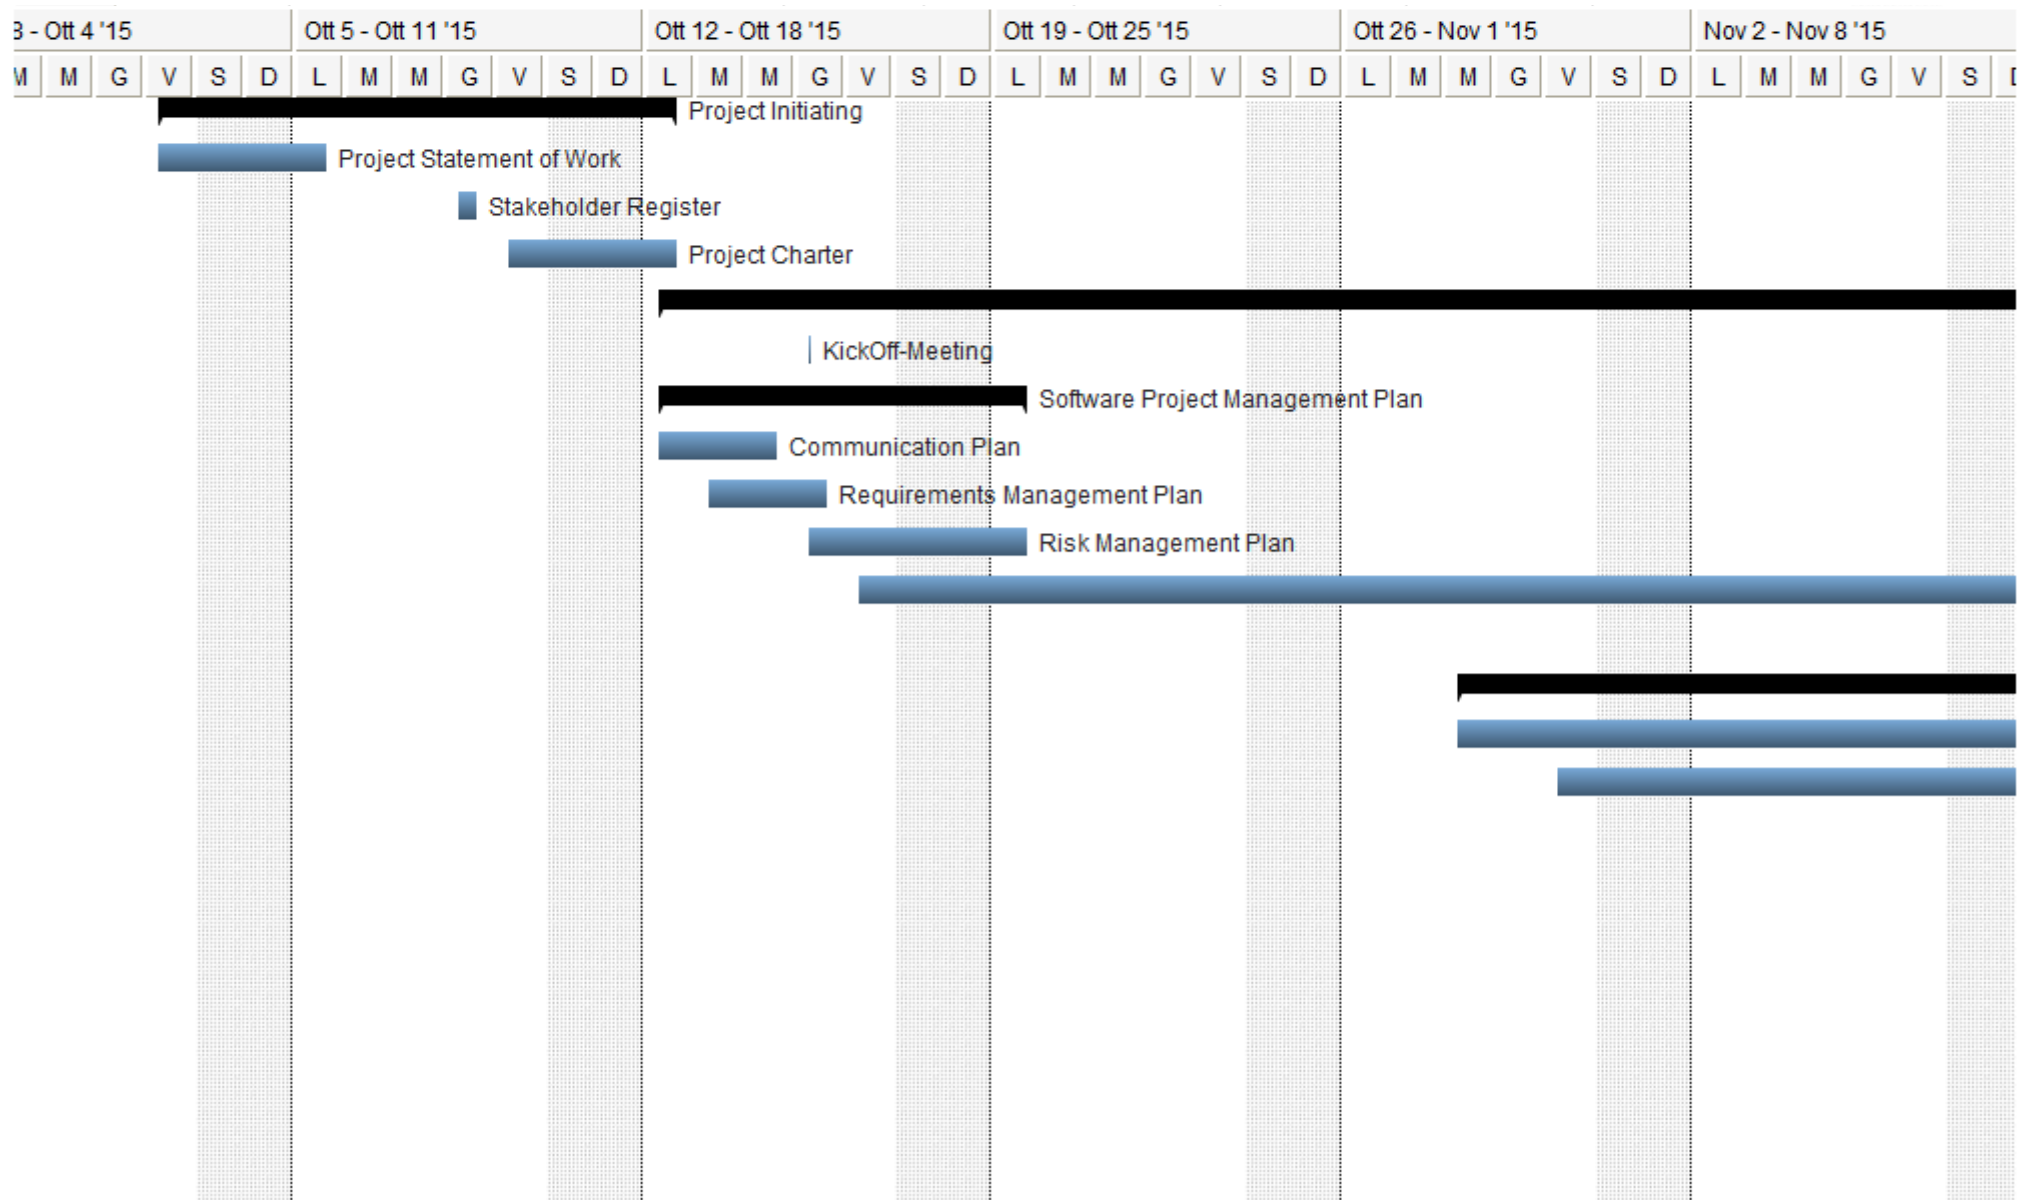 3 - Ott 4 '15 Ott 5 - Ott 11 '15 Ott 12 - Ott 18 '15 Ott 19 - Ott 25 '15 Ott 26 - Nov 1 '15 Nov 2 - Nov 8 '15
M M G V S D L M M G V S D L M M G V S D L M M G V S D L M M G V S D L M M G V S D
Project Initiating
Project Statement of Work
Stakeholder Register
Project Charter
KickOff-Meeting
Software Project Management Plan
Communication Plan
Requirements Management Plan
Risk Management Plan